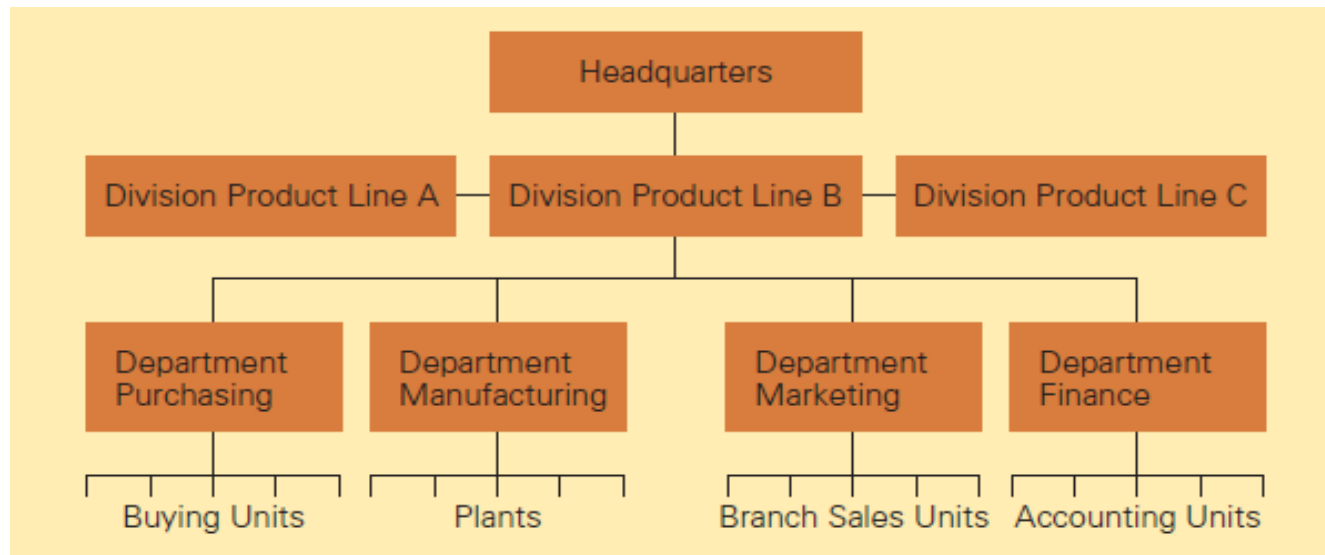 Headquarters
Division Product Line A
Division Product Line B
Division Product Line C
Department
Purchasing
Department
Manufacturing
Department
Marketing
Department
Finance
Buying Units
Plants
Branch Sales Units
Accounting Units